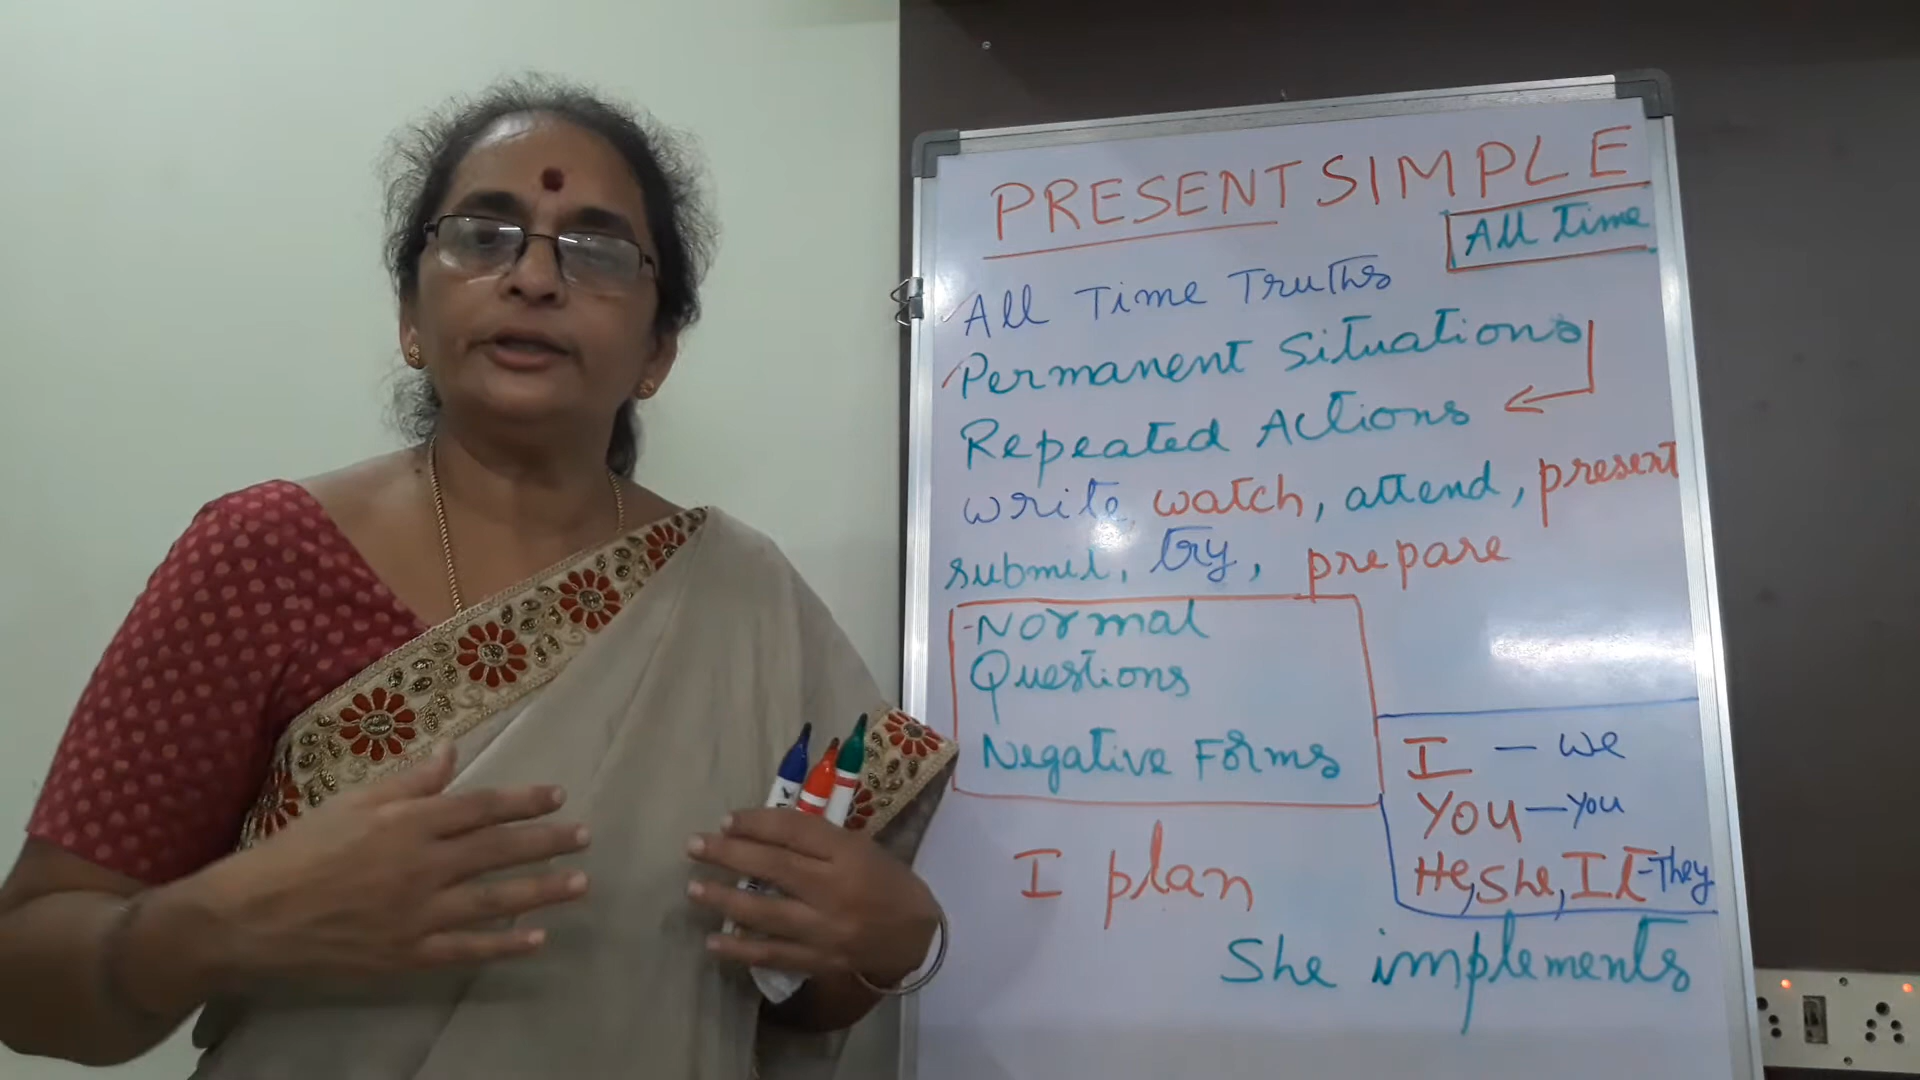 PRESENT SIMPLE
All Time
All Time Truths
Permanent Situations
Repeated Actions
write, watch, attend, present
submit, try, prepare
-Normal
Questions
Negative Forms
I - we
You - you
He, She, It - They
I plan
She implements